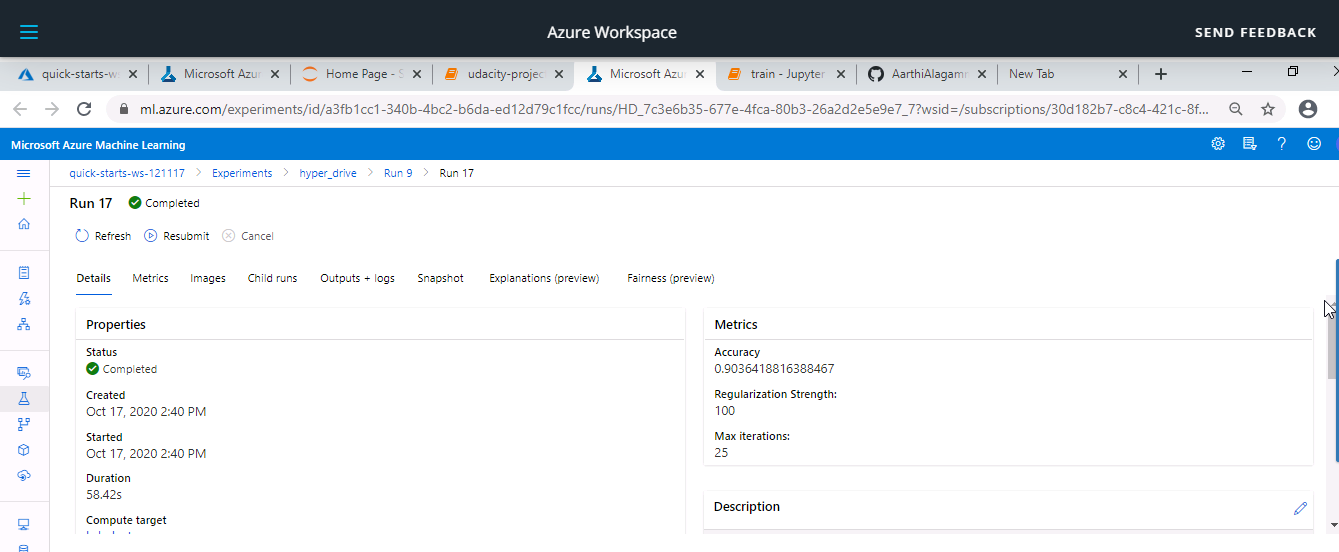 Azure Workspace
SEND FEEDBACK
quick-starts-ws
Microsoft Azur
Home Page - S
udacity-projec
Microsoft Azur
train - Jupyter
AarthiAlagamm
New Tab
ml.azure.com/experiments/id/a3fb1cc1-340b-4bc2-b6da-ed12d79c1fcc/runs/HD_7c3e6b35-677e-4fca-80b3-26a2d2e5e9e7_7?wsid=/subscriptions/30d182b7-c8c4-421c-8f...
Microsoft Azure Machine Learning
quick-starts-ws-121117 > Experiments > hyper_drive > Run 9 > Run 17
Run 17 Completed
Refresh Resubmit Cancel
Details Metrics Images Child runs Outputs + logs Snapshot Explanations (preview) Fairness (preview)
Properties
Status
Completed
Created
Oct 17, 2020 2:40 PM
Started
Oct 17, 2020 2:40 PM
Duration
58.42s
Compute target
Metrics
Accuracy
0.9036418816388467
Regularization Strength:
100
Max iterations:
25
Description